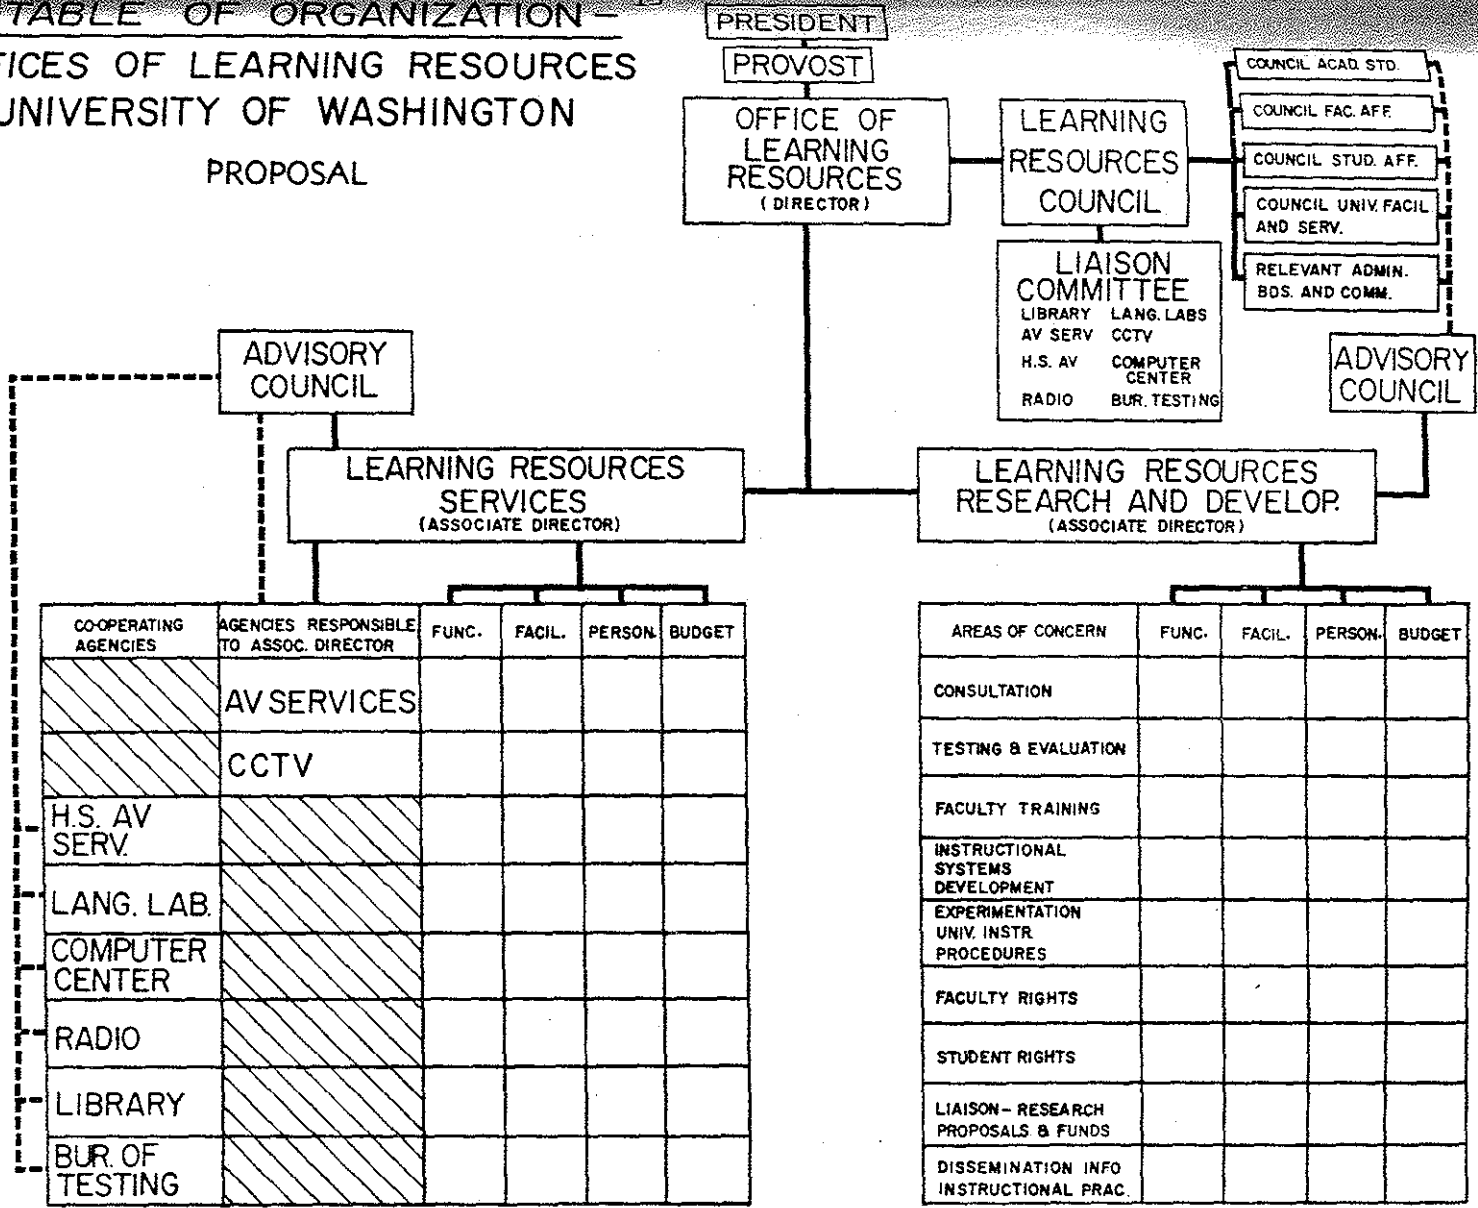 TABLE OF ORGANIZATION-
FICES OF LEARNING RESOURCES
UNIVERSITY OF WASHINGTON
PROPOSAL
PRESIDENT
PROVOST
OFFICE OF
LEARNING
RESOURCES
(DIRECTOR)
LEARNING
RESOURCES
COUNCIL
COUNCIL ACAD. STD.
COUNCIL FAC. AFF.
COUNCIL STUD. AFF.
COUNCIL UNIV. FACIL
AND SERV.
RELEVANT ADMIN.
BDS. AND COMM.
LIAISON
COMMITTEE
LIBRARY LANG. LABS
AV SERV CCTV
H.S. AV COMPUTER
CENTER
RADIO BUR. TESTING
ADVISORY
COUNCIL
ADVISORY
COUNCIL
LEARNING RESOURCES
SERVICES
(ASSOCIATE DIRECTOR)
LEARNING RESOURCES
RESEARCH AND DEVELOP.
(ASSOCIATE DIRECTOR)
CO-OPERATING
AGENCIES
AGENCIES RESPONSIBLE
TO ASSOC. DIRECTOR
FUNC.
FACIL.
PERSON.
BUDGET
AV SERVICES
CCTV
H.S. AV
SERV.
LANG. LAB.
COMPUTER
CENTER
RADIO
LIBRARY
BUR. OF
TESTING
AREAS OF CONCERN
FUNC.
FACIL.
PERSON.
BUDGET
CONSULTATION
TESTING & EVALUATION
FACULTY TRAINING
INSTRUCTIONAL
SYSTEMS
DEVELOPMENT
EXPERIMENTATION
UNIV. INSTR.
PROCEDURES
FACULTY RIGHTS
STUDENT RIGHTS
LIAISON- RESEARCH
PROPOSALS & FUNDS
DISSEMINATION INFO
INSTRUCTIONAL PRAC.